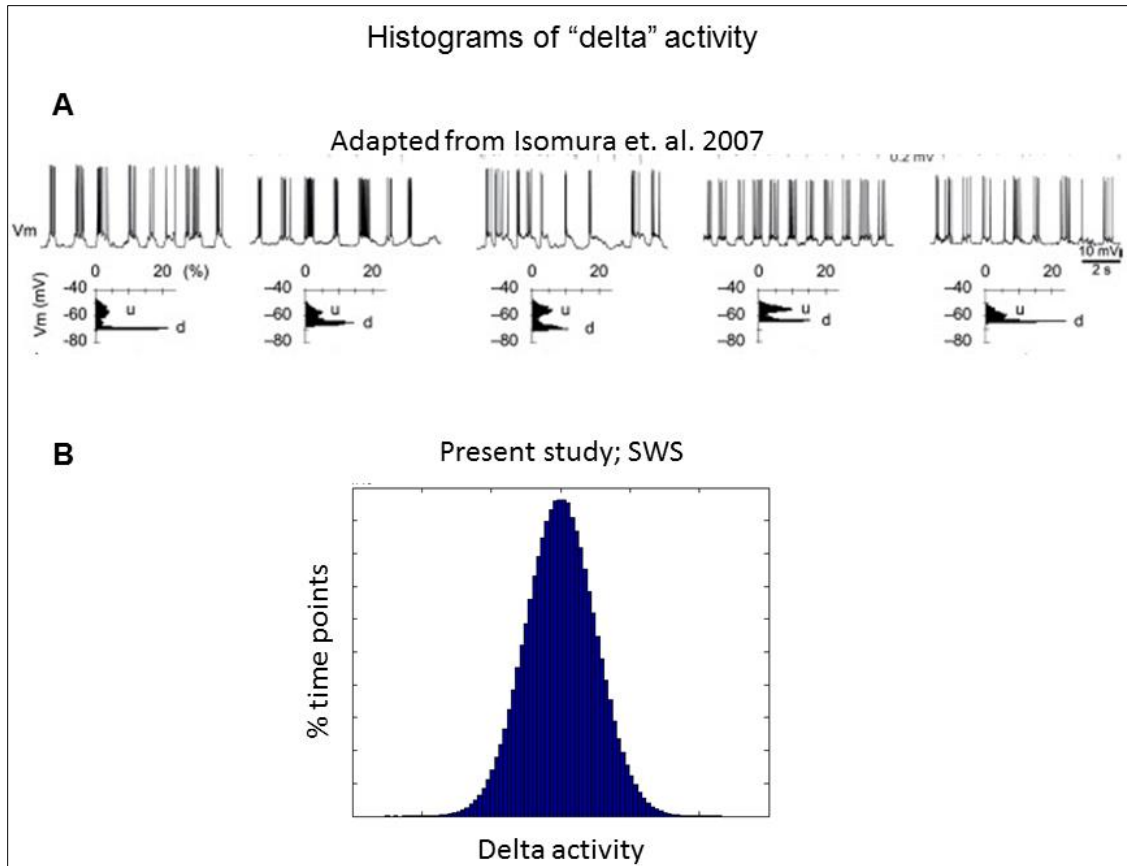 Histograms of “delta” activity
A
Adapted from Isomura et. al. 2007
0.2 mV
Vm
10 mV
2 s
0 20 (%)
0 20
0 20
0 20
0 20
Vm (mV)
–40 –40 –40 –40 –40
–60 u –60 u –60 u –60 u –60 u
d d d d d
–80 –80 –80 –80 –80
B
Present study; SWS
% time points
Delta activity